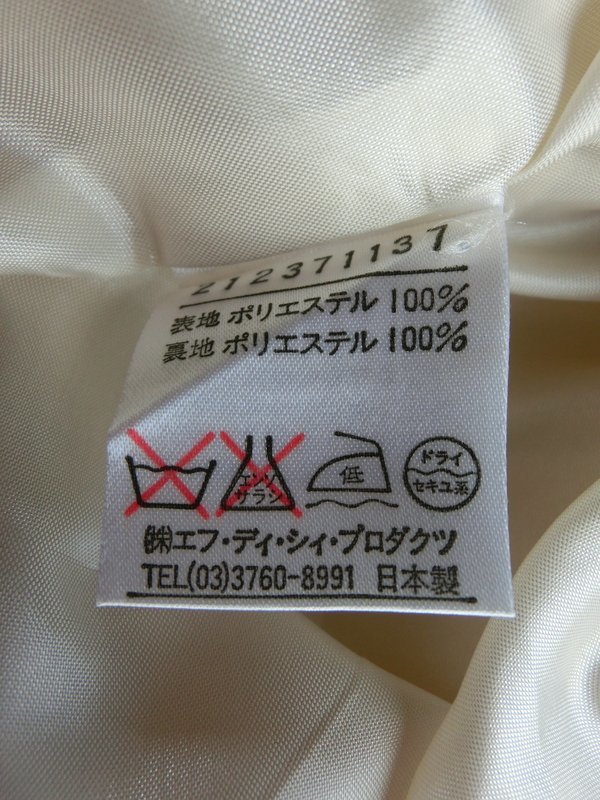 212371137
表地 ポリエステル 100%
裏地 ポリエステル 100%
エンソ
サラシ
低
ドライ
セキユ系
㈱エフ・ディ・シィ・プロダクツ
TEL(03)3760-8991 日本製